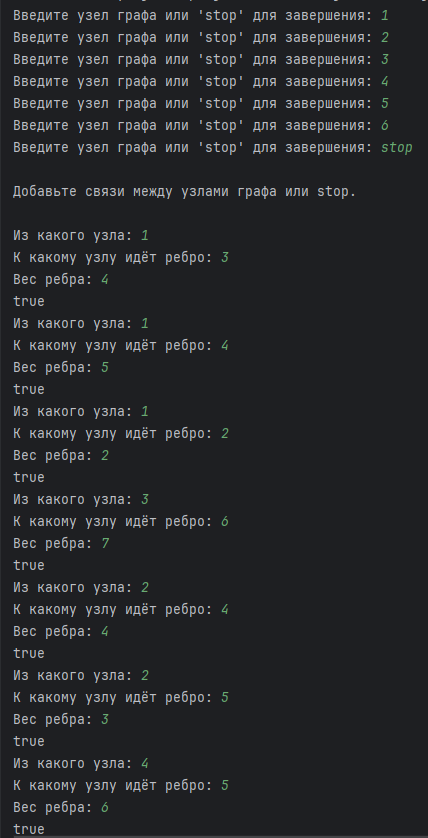 Введите узел графа или 'stop' для завершения: 1
Введите узел графа или 'stop' для завершения: 2
Введите узел графа или 'stop' для завершения: 3
Введите узел графа или 'stop' для завершения: 4
Введите узел графа или 'stop' для завершения: 5
Введите узел графа или 'stop' для завершения: 6
Введите узел графа или 'stop' для завершения: stop
Добавьте связи между узлами графа или stop.
Из какого узла: 1
К какому узлу идёт ребро: 3
Вес ребра: 4
true
Из какого узла: 1
К какому узлу идёт ребро: 4
Вес ребра: 5
true
Из какого узла: 1
К какому узлу идёт ребро: 2
Вес ребра: 2
true
Из какого узла: 3
К какому узлу идёт ребро: 6
Вес ребра: 7
true
Из какого узла: 2
К какому узлу идёт ребро: 4
Вес ребра: 4
true
Из какого узла: 2
К какому узлу идёт ребро: 5
Вес ребра: 3
true
Из какого узла: 4
К какому узлу идёт ребро: 5
Вес ребра: 6
true